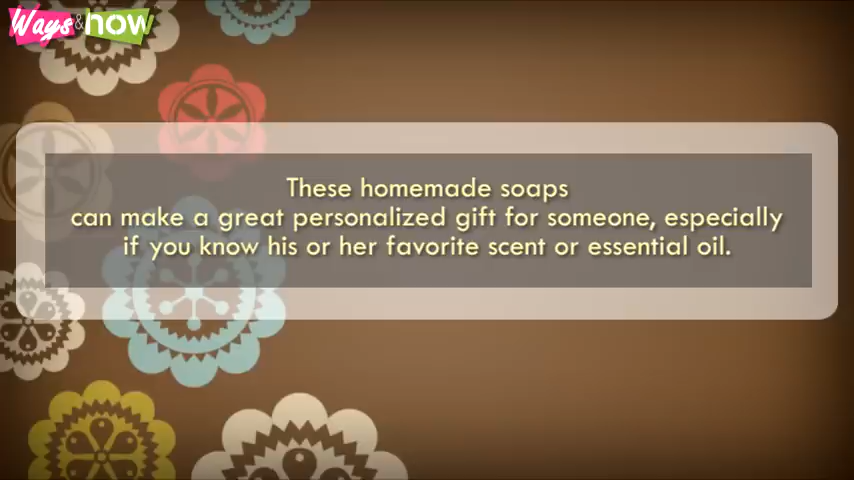 Ways&how
These homemade soaps
can make a great personalized gift for someone, especially
if you know his or her favorite scent or essential oil.